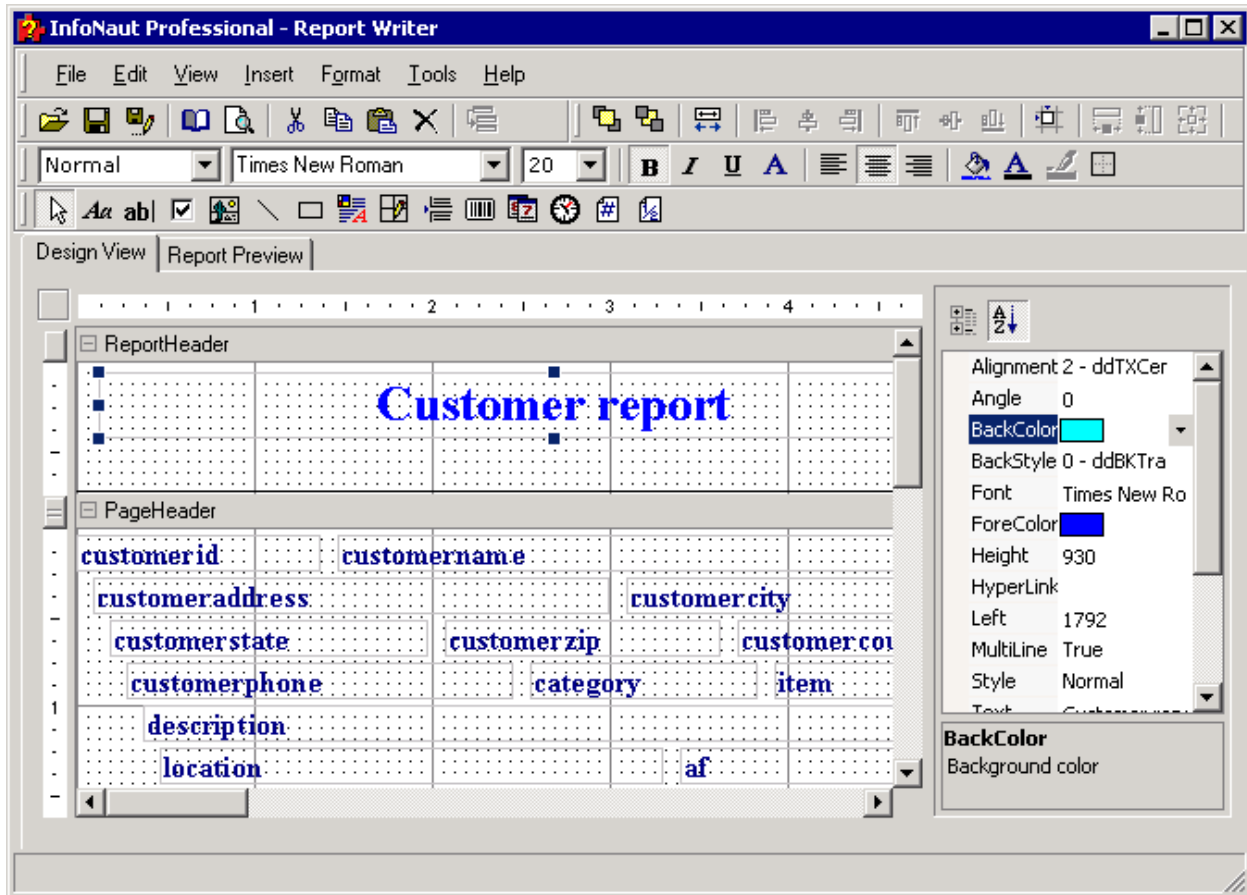 InfoNaut Professional - Report Writer
File Edit View Insert Format Tools Help
Normal Times New Roman 20 B I U A A
Aa ab|
Design View Report Preview
1 2 3 4
ReportHeader
Customer report
PageHeader
customerid customername
customeraddress customercity
customerstate customerzip customercou
customerphone category item
1
description
location af
A Z
Alignment 2 - ddTXCer
Angle 0
BackColor
BackStyle 0 - ddBKTra
Font Times New Ro
ForeColor
Height 930
HyperLink
Left 1792
MultiLine True
Style Normal
Text
BackColor
Background color